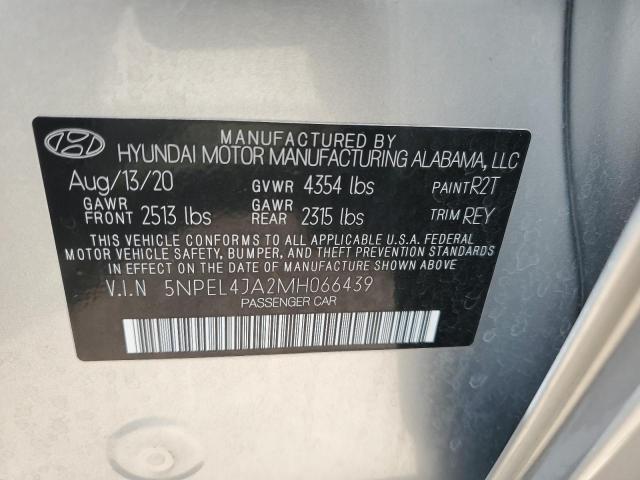 MANUFACTURED BY
HYUNDAI MOTOR MANUFACTURING ALABAMA, LLC
Aug/13/20 GVWR 4354 lbs PAINT R2T
GAWR FRONT 2513 lbs GAWR REAR 2315 lbs TRIM REY
THIS VEHICLE CONFORMS TO ALL APPLICABLE U.S.A. FEDERAL
MOTOR VEHICLE SAFETY, BUMPER, AND THEFT PREVENTION STANDARDS
IN EFFECT ON THE DATE OF MANUFACTURE SHOWN ABOVE.
V.I.N 5NPEL4JA2MH066439
PASSENGER CAR